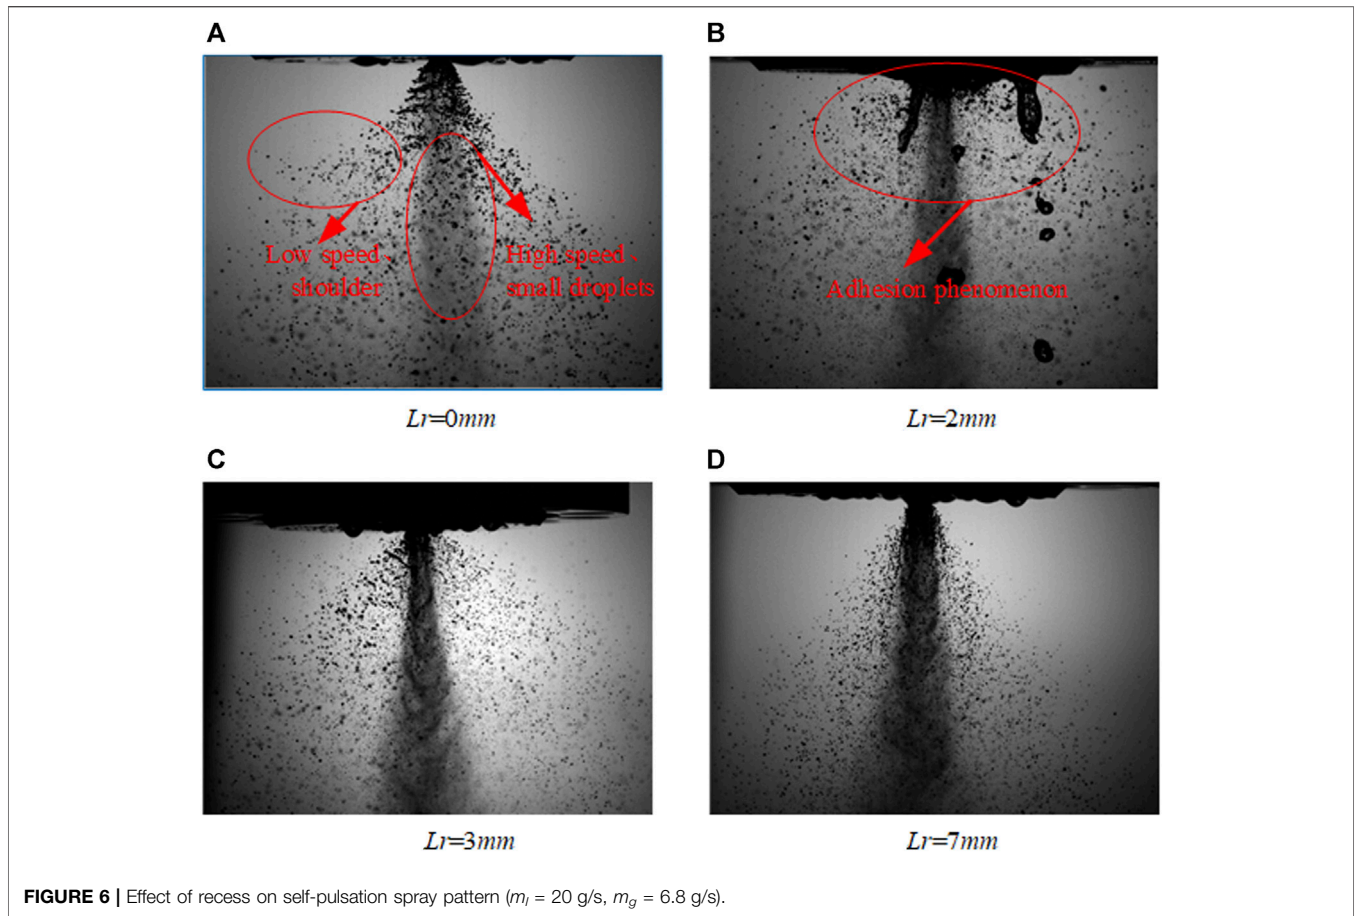 A
B
Low speed、
shoulder
High speed、
small droplets
Adhesion phenomenon
Lr=0mm
Lr=2mm
C
D
Lr=3mm
Lr=7mm
FIGURE 6 | Effect of recess on self-pulsation spray pattern (ml = 20 g/s, mg = 6.8 g/s).